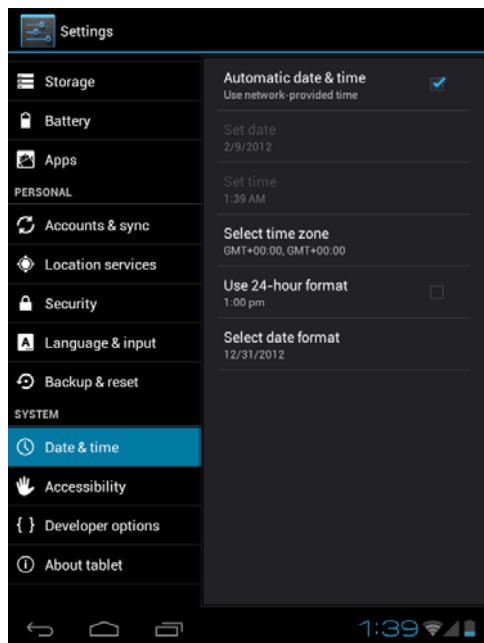 Settings
Storage
Battery
Apps
PERSONAL
Accounts & sync
Location services
Security
A Language & input
Backup & reset
SYSTEM
Date & time
Accessibility
{ } Developer options
About tablet
Automatic date & time
Use network-provided time
Set date
2/9/2012
Set time
1:39 AM
Select time zone
GMT+00:00, GMT+00:00
Use 24-hour format
1:00 pm
Select date format
12/31/2012
1:39